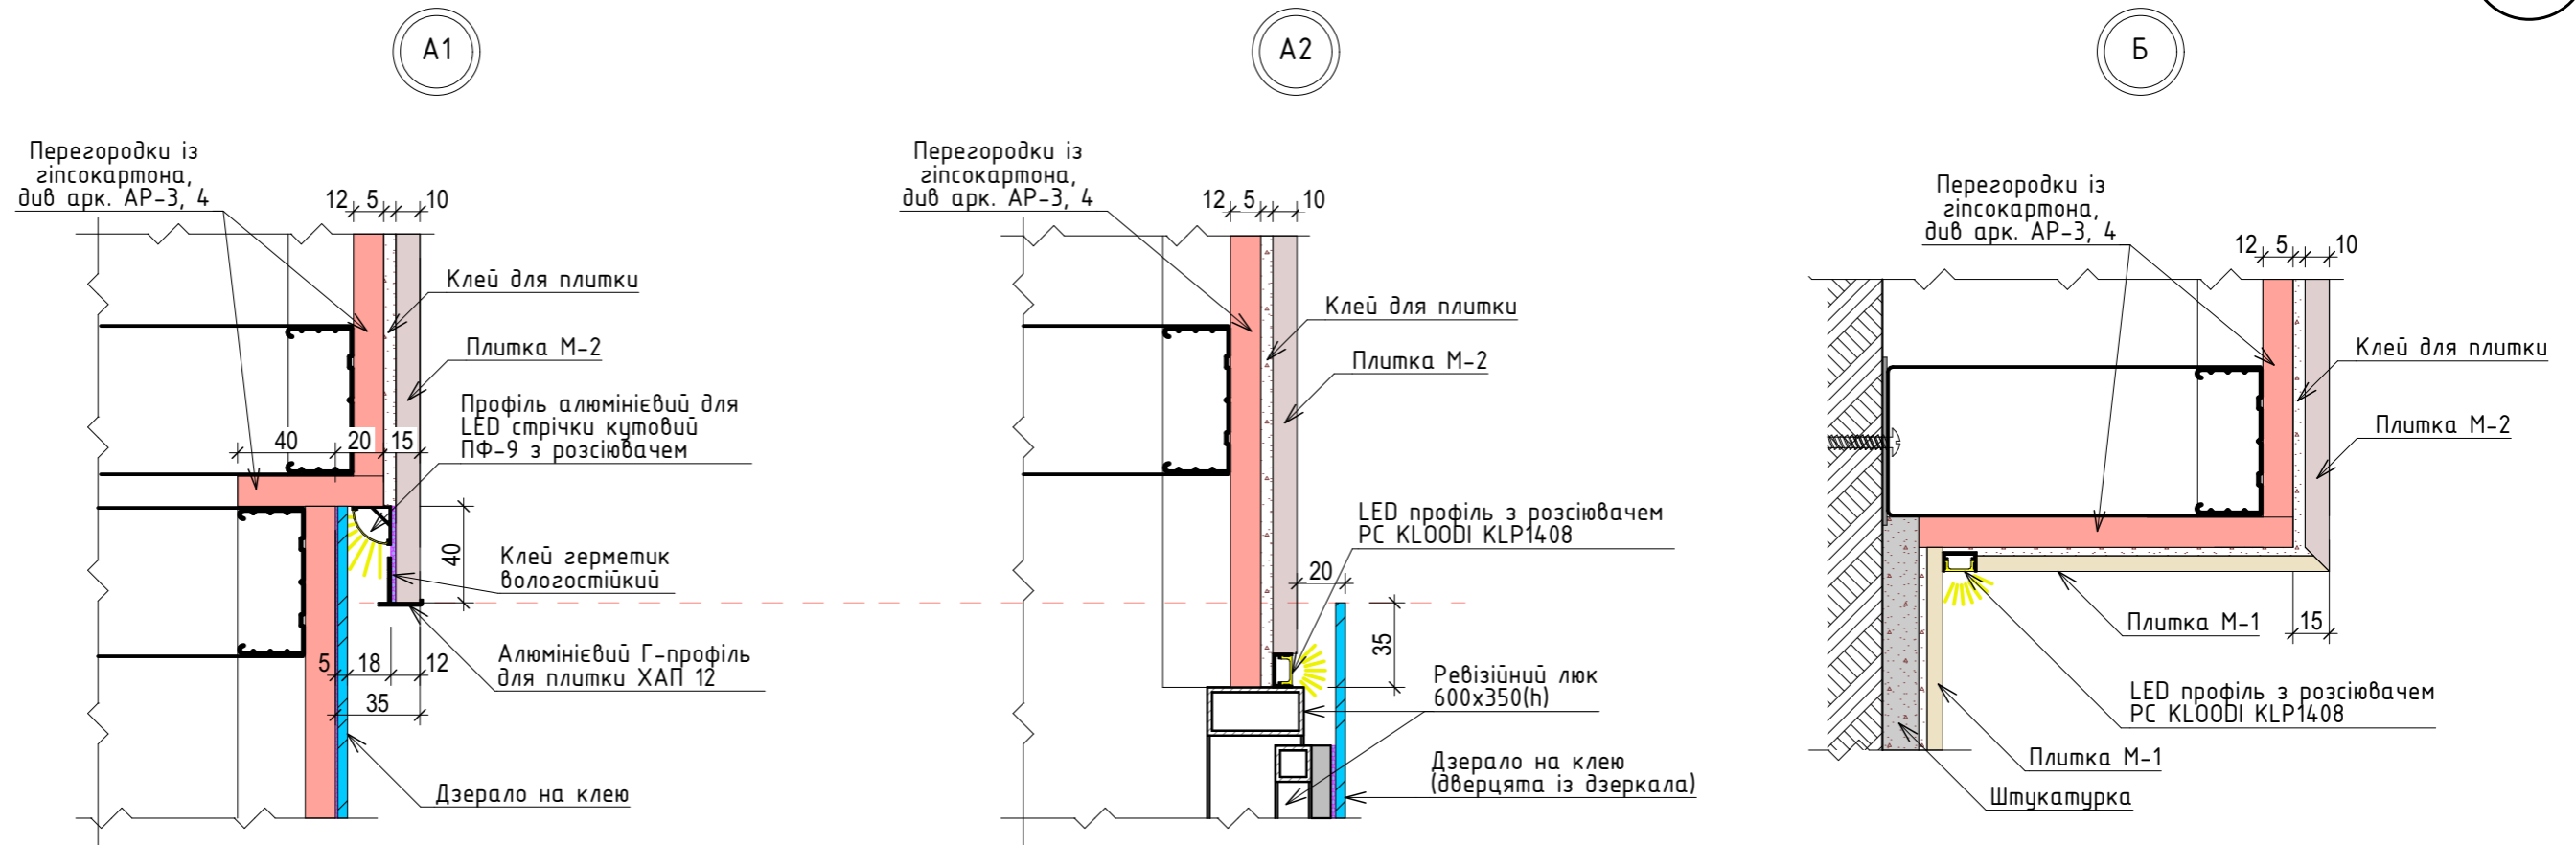 А1
Перегородки із
гіпсокартона,
див арк. АР-3, 4
12 5 10
Клей для плитки
Плитка М-2
Профіль алюмінієвий для
LED стрічки кутовий
ПФ-9 з розсіювачем
40 20 15
40
Клей герметик
вологостійкий
5 18 12
35
Алюмінієвий Г-профіль
для плитки ХАП 12
Дзерало на клею
А2
Перегородки із
гіпсокартона,
див арк. АР-3, 4
12 5 10
Клей для плитки
Плитка М-2
LED профіль з розсіювачем
PC KLOODI KLP1408
20
35
Ревізійний люк
600х350(h)
Дзерало на клею
(дверцята із дзеркала)
Б
Перегородки із
гіпсокартона,
див арк. АР-3, 4
12 5 10
Клей для плитки
Плитка М-2
15
Плитка М-1
LED профіль з розсіювачем
PC KLOODI KLP1408
Плитка М-1
Штукатурка